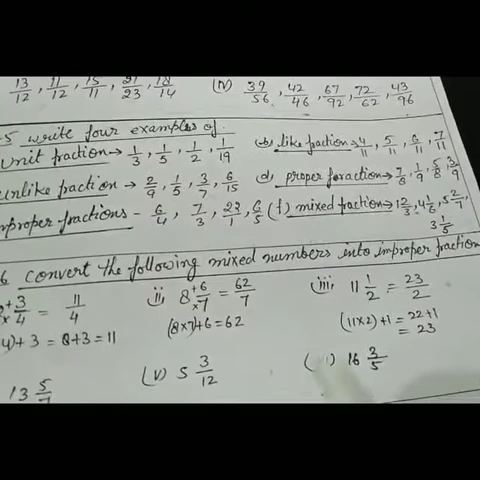 13/12, 11/12, 15/11, 21/23, 18/14 (IV) 39/56, 42/46, 67/92, 72/62, 43/96
5 write four examples of.
unit fraction → 1/3, 1/5, 1/2, 1/19 (b) like fraction → 4/11, 5/11, 6/11, 7/11
unlike fraction → 2/9, 1/5, 3/7, 6/15 (d) proper foraction → 7/8, 1/9, 5/8, 3/9
mproper fractions - 6/4, 7/3, 22/1, 6/5 (f) mixed fraction → 1 2/3, 4 1/6, 5 2/7,
3 1/5
6 convert the following mixed numbers into improper fraction
+ 3/4 = 11/4 ii, 8 +6/×7 = 62/7 iii, 11 1/2 = 23/2
4)+3 = 8+3=11 (8×7)+6=62 (11×2)+1 = 22+1
= 23
13 5/ (V) 5 3/12 16 3/5